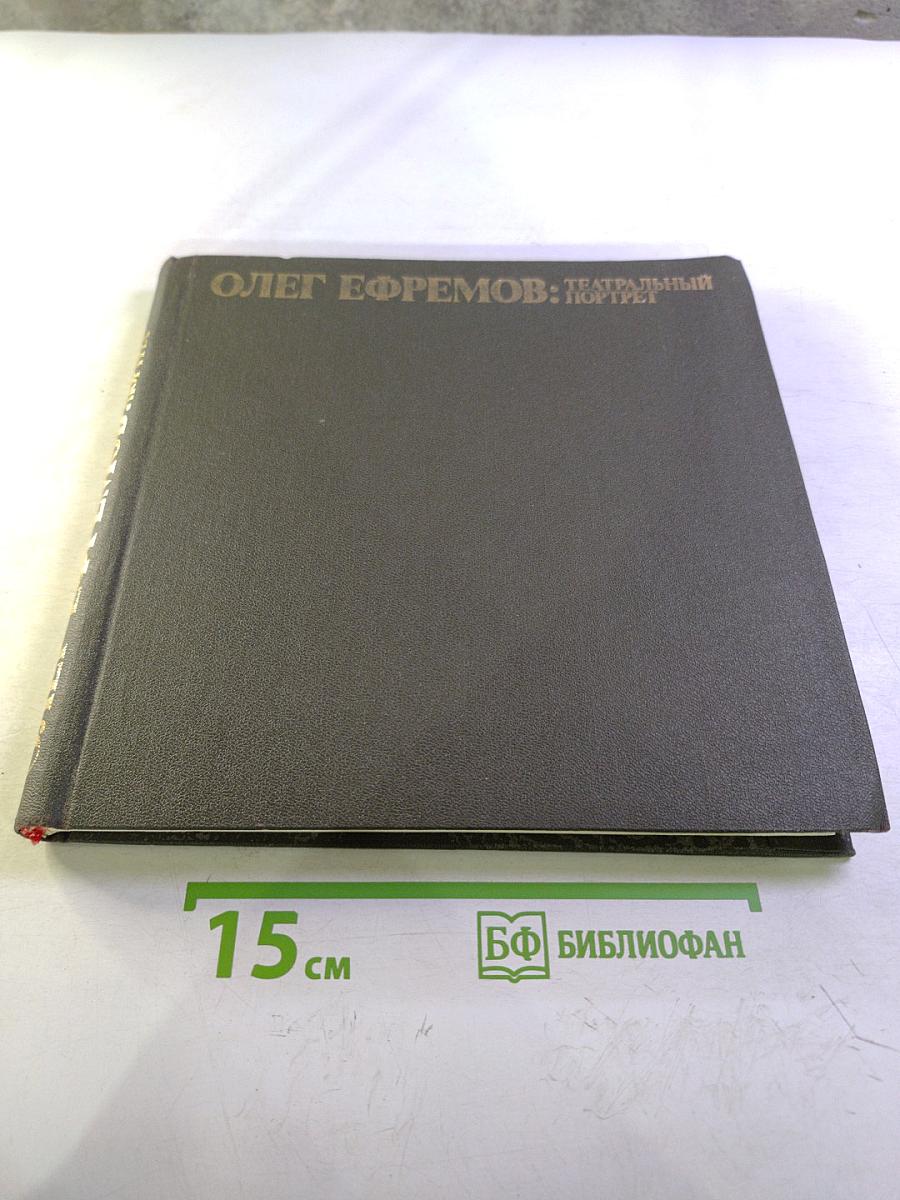 ОЛЕГ ЕФРЕМОВ: ТЕАТРАЛЬНЫЙ
ПОРТРЕТ
15 см
БФ БИБЛИОФАН